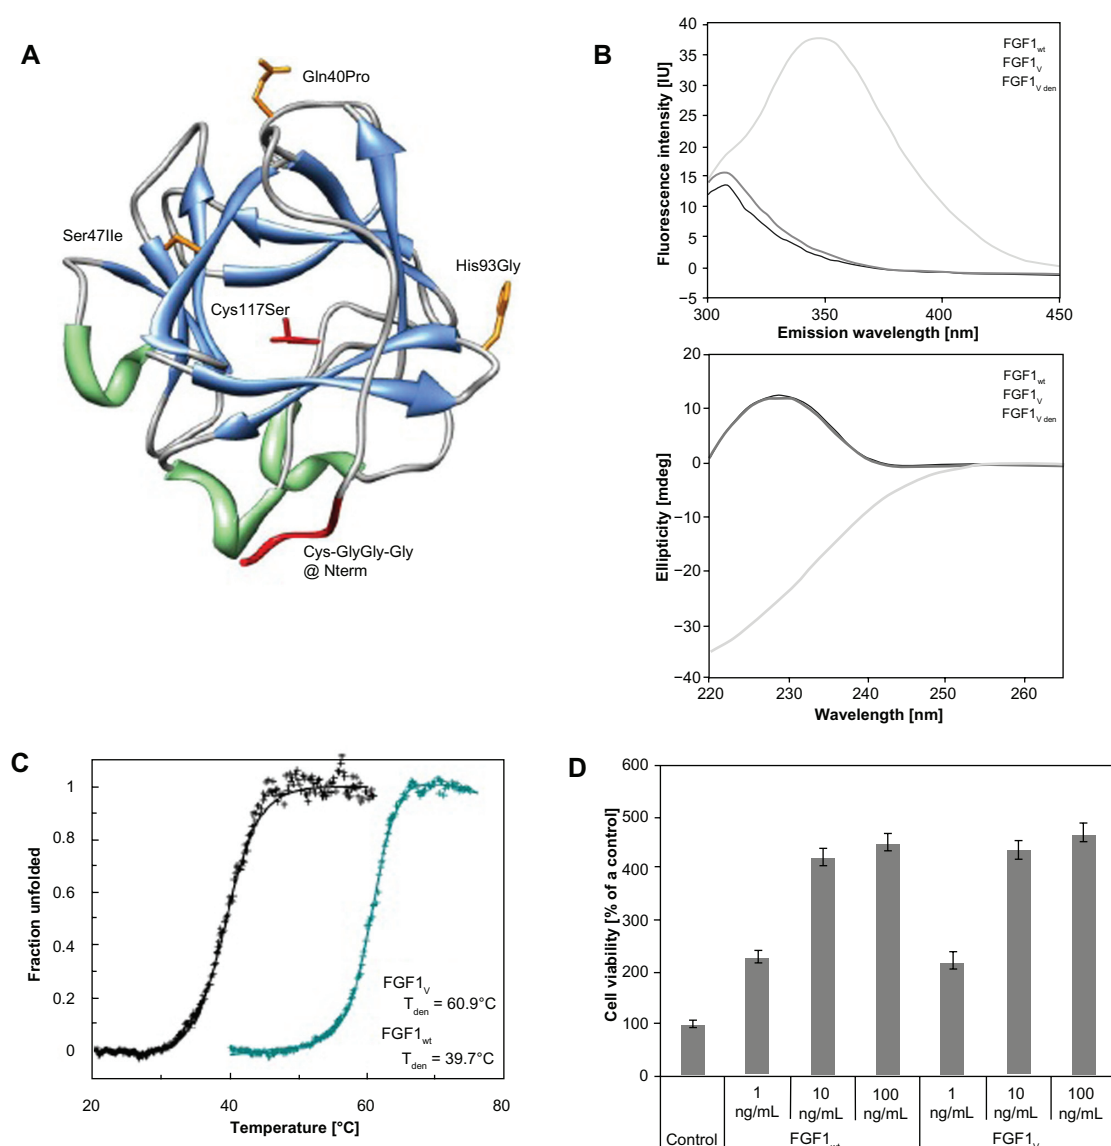 A
Gln40Pro
Ser47Ile
His93Gly
Cys117Ser
Cys-GlyGly-Gly
@ Nterm
B
Fluorescence intensity [IU]
40
35
30
25
20
15
10
5
0
−5
FGF1wt
FGF1V
FGF1V den
300
350
400
450
Emission wavelength [nm]
Ellipticity [mdeg]
20
10
0
−10
−20
−30
−40
FGF1wt
FGF1V
FGF1V den
220
230
240
250
260
Wavelength [nm]
C
Fraction unfolded
1
0.8
0.6
0.4
0.2
0
FGF1V
Tden = 60.9°C
FGF1wt
Tden = 39.7°C
20
40
60
80
Temperature [°C]
D
Cell viability [% of a control]
600
500
400
300
200
100
0
1
ng/mL
10
ng/mL
100
ng/mL
1
ng/mL
10
ng/mL
100
ng/mL
Control
FGF1wt
FGF1V